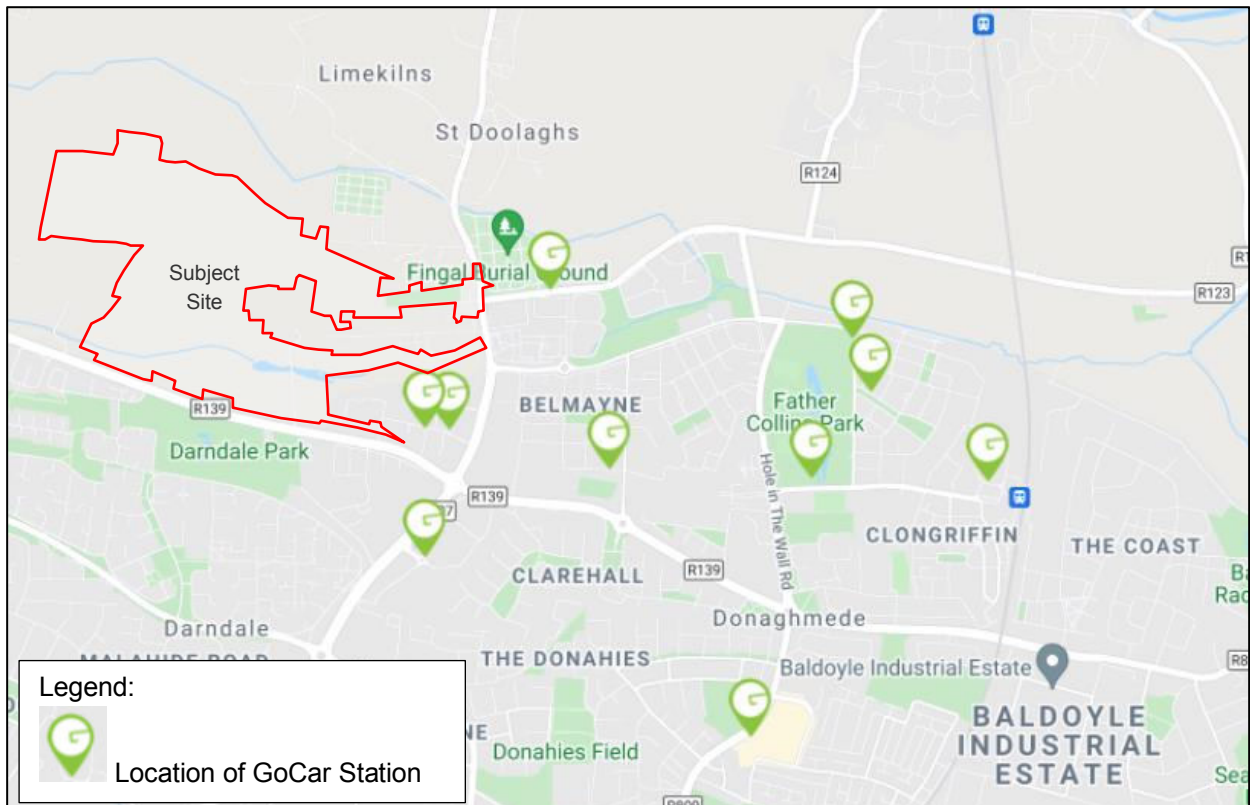 Limekilns
St Doolaghs
R124
Fingal Burial Ground
Subject
Site
R123
R139
Darndale Park
BELMAYNE
Father
Collins Park
Hole in The Wall Rd
R139
CLONGRIFFIN
THE COAST
CLAREHALL
R139
Donaghmede
Darndale
THE DONAHIES
Baldoyle Industrial Estate
BALDOYLE
INDUSTRIAL
ESTATE
Donahies Field
Legend:
Location of GoCar Station